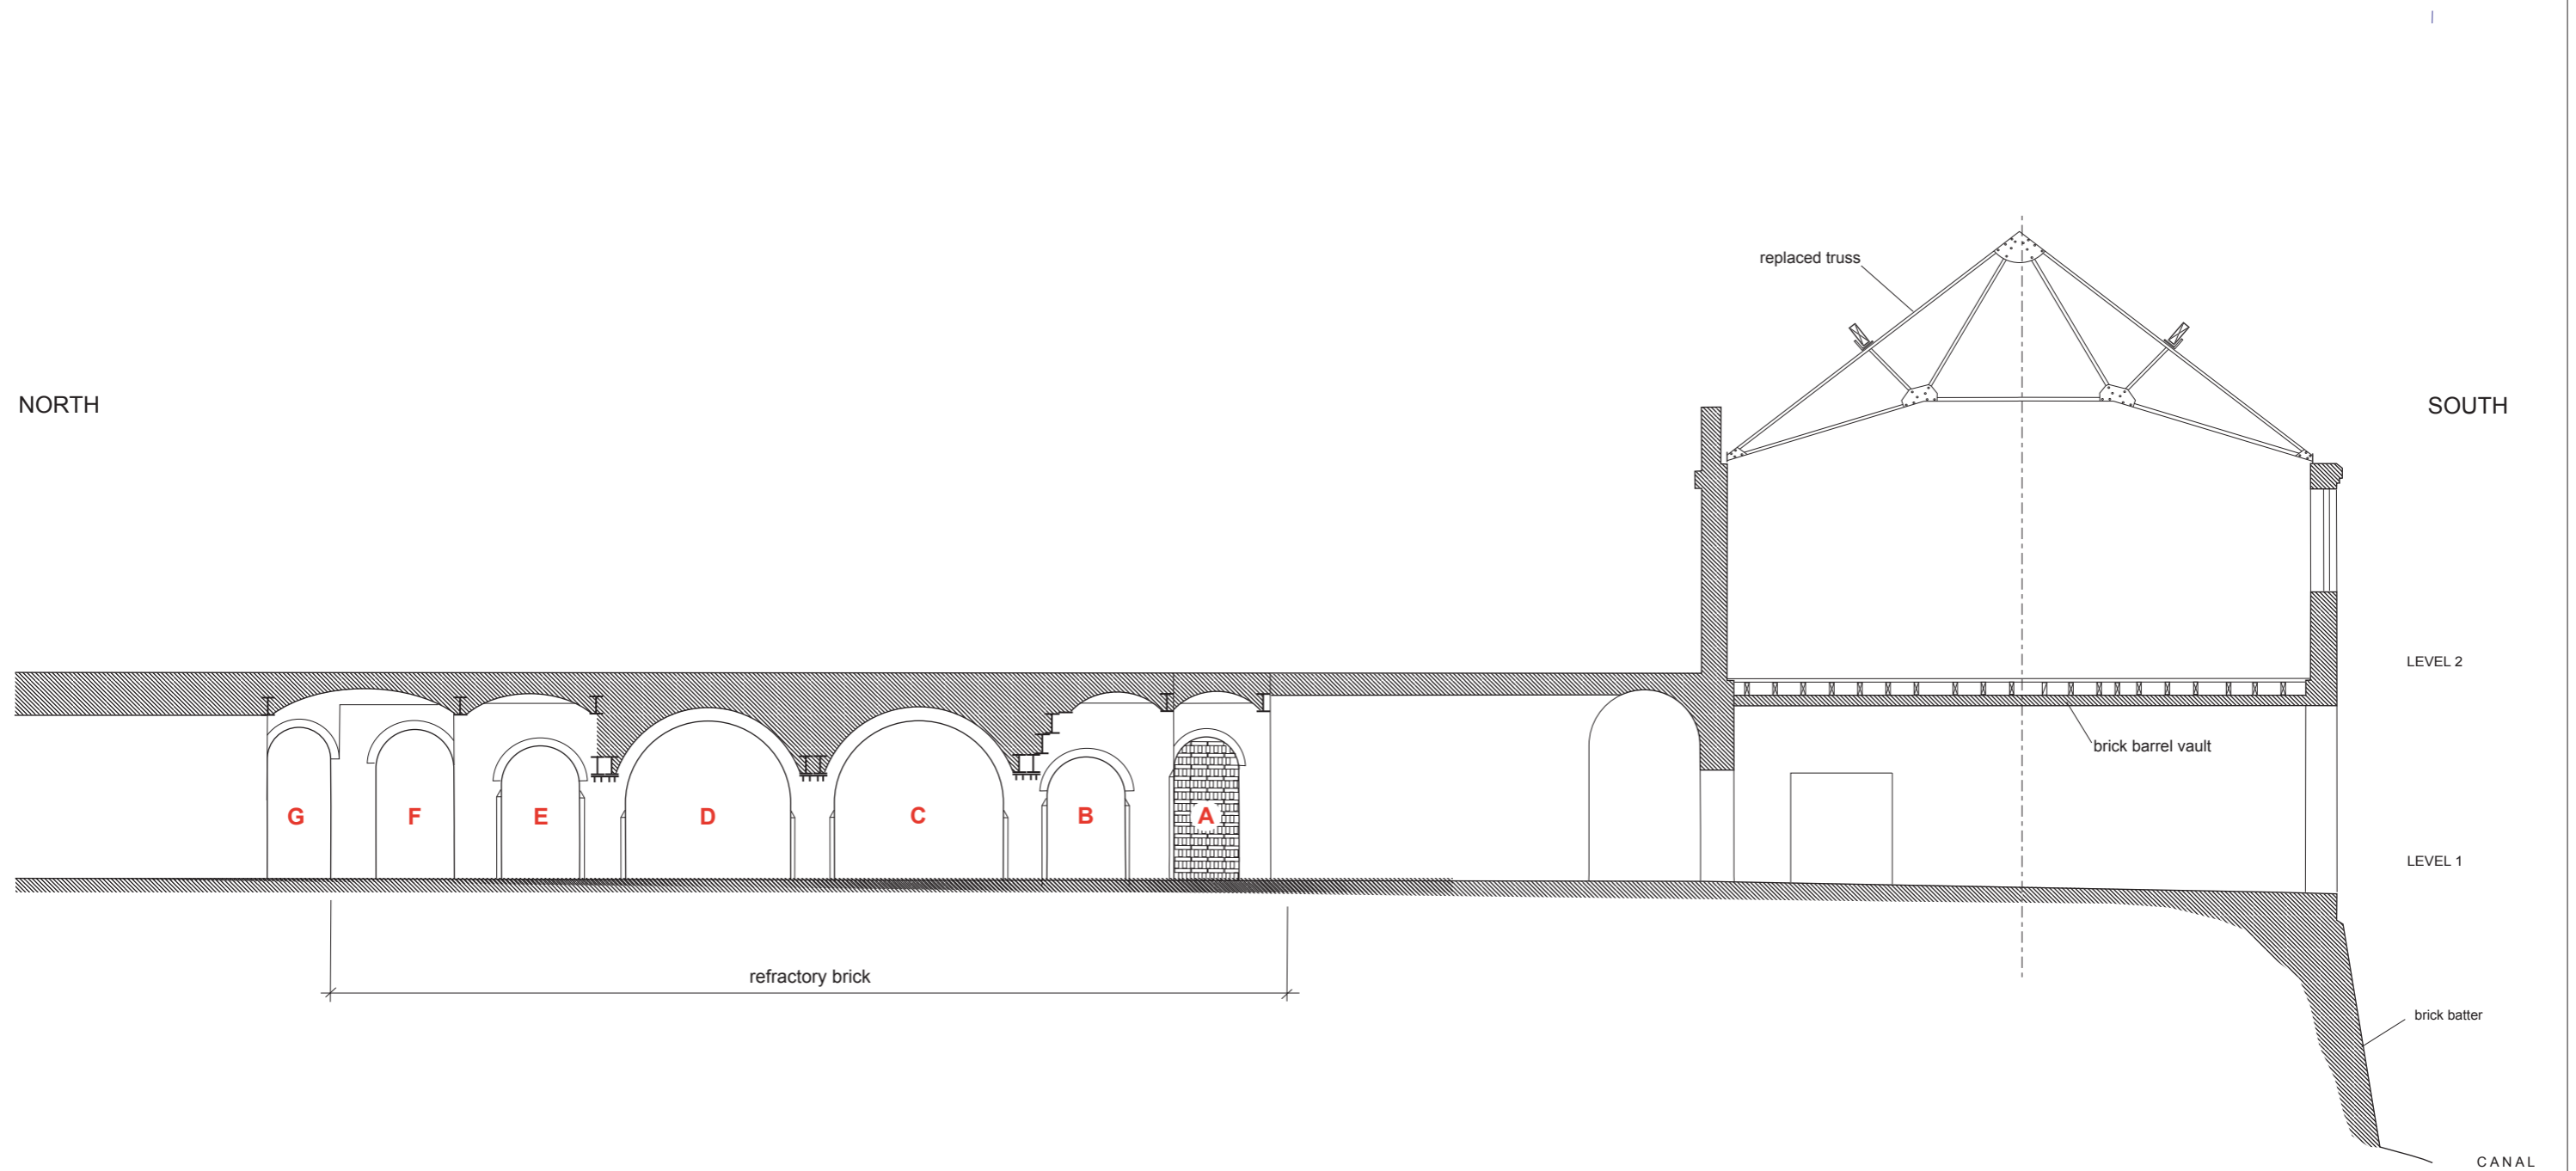 replaced truss
NORTH
SOUTH
LEVEL 2
brick barrel vault
G F E D C B A
LEVEL 1
refractory brick
brick batter
CANAL